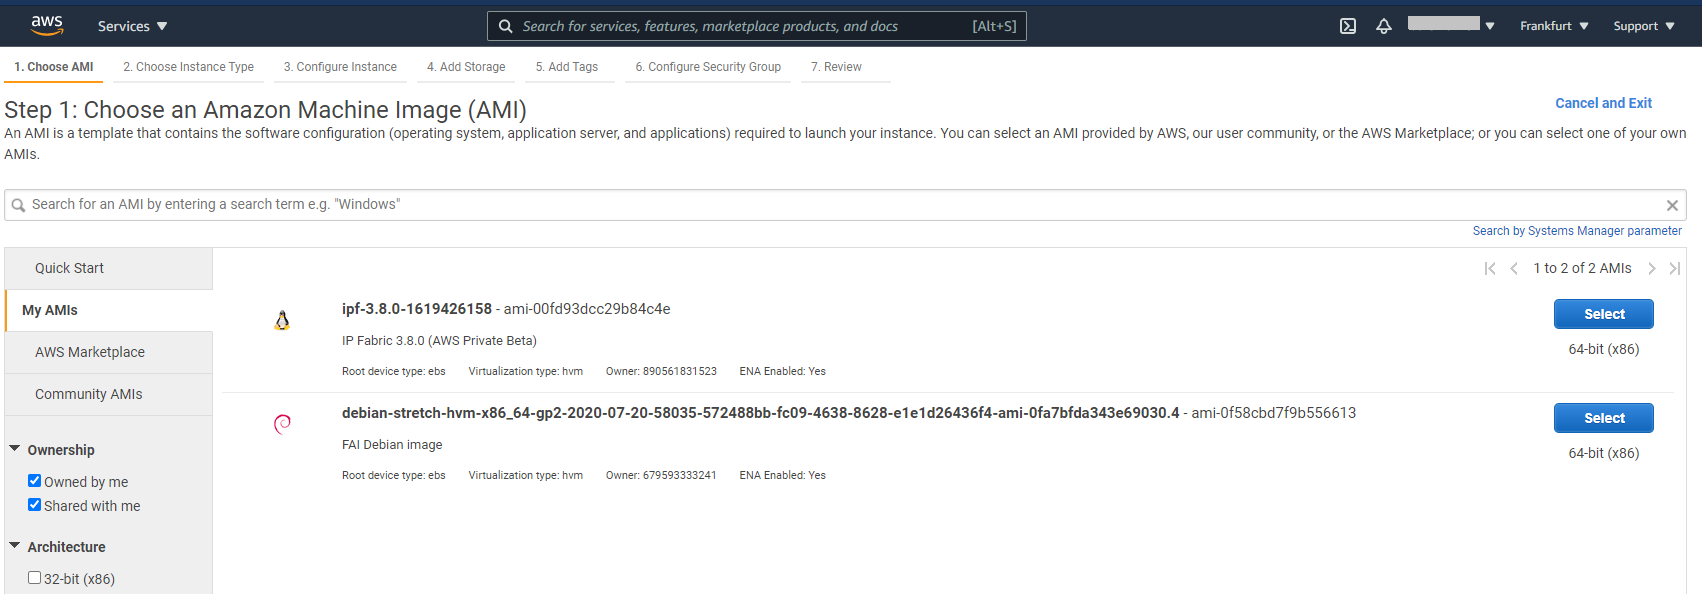 aws Services Search for services, features, marketplace products, and docs [Alt+S] Frankfurt Support
1. Choose AMI 2. Choose Instance Type 3. Configure Instance 4. Add Storage 5. Add Tags 6. Configure Security Group 7. Review
Step 1: Choose an Amazon Machine Image (AMI)
Cancel and Exit
An AMI is a template that contains the software configuration (operating system, application server, and applications) required to launch your instance. You can select an AMI provided by AWS, our user community, or the AWS Marketplace; or you can select one of your own
AMIs.
Search for an AMI by entering a search term e.g. "Windows"
Search by Systems Manager parameter
Quick Start
My AMIs
AWS Marketplace
Community AMIs
Ownership
Owned by me
Shared with me
Architecture
32-bit (x86)
1 to 2 of 2 AMIs
ipf-3.8.0-1619426158 - ami-00fd93dcc29b84c4e
Select
IP Fabric 3.8.0 (AWS Private Beta)
64-bit (x86)
Root device type: ebs Virtualization type: hvm Owner: 890561831523 ENA Enabled: Yes
debian-stretch-hvm-x86_64-gp2-2020-07-20-58035-572488bb-fc09-4638-8628-e1e1d26436f4-ami-0fa7bfda343e69030.4 - ami-0f58cbd7f9b556613
Select
FAI Debian image
64-bit (x86)
Root device type: ebs Virtualization type: hvm Owner: 679593333241 ENA Enabled: Yes